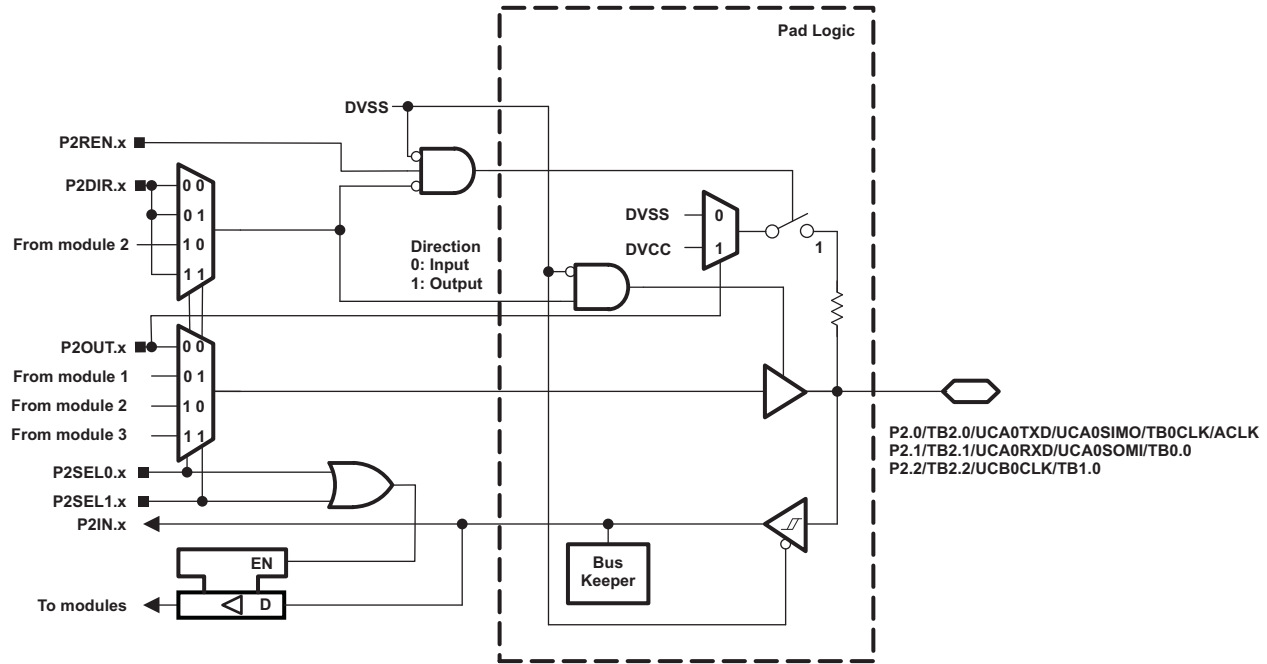 Pad Logic
DVSS
P2REN.x
P2DIR.x
0 0
0 1
From module 2
1 0
1 1
Direction
0: Input
1: Output
DVSS
0
DVCC
1
1
P2OUT.x
0 0
From module 1
0 1
From module 2
1 0
From module 3
1 1
P2.0/TB2.0/UCA0TXD/UCA0SIMO/TB0CLK/ACLK
P2.1/TB2.1/UCA0RXD/UCA0SOMI/TB0.0
P2.2/TB2.2/UCB0CLK/TB1.0
P2SEL0.x
P2SEL1.x
P2IN.x
EN
Bus
Keeper
To modules
D